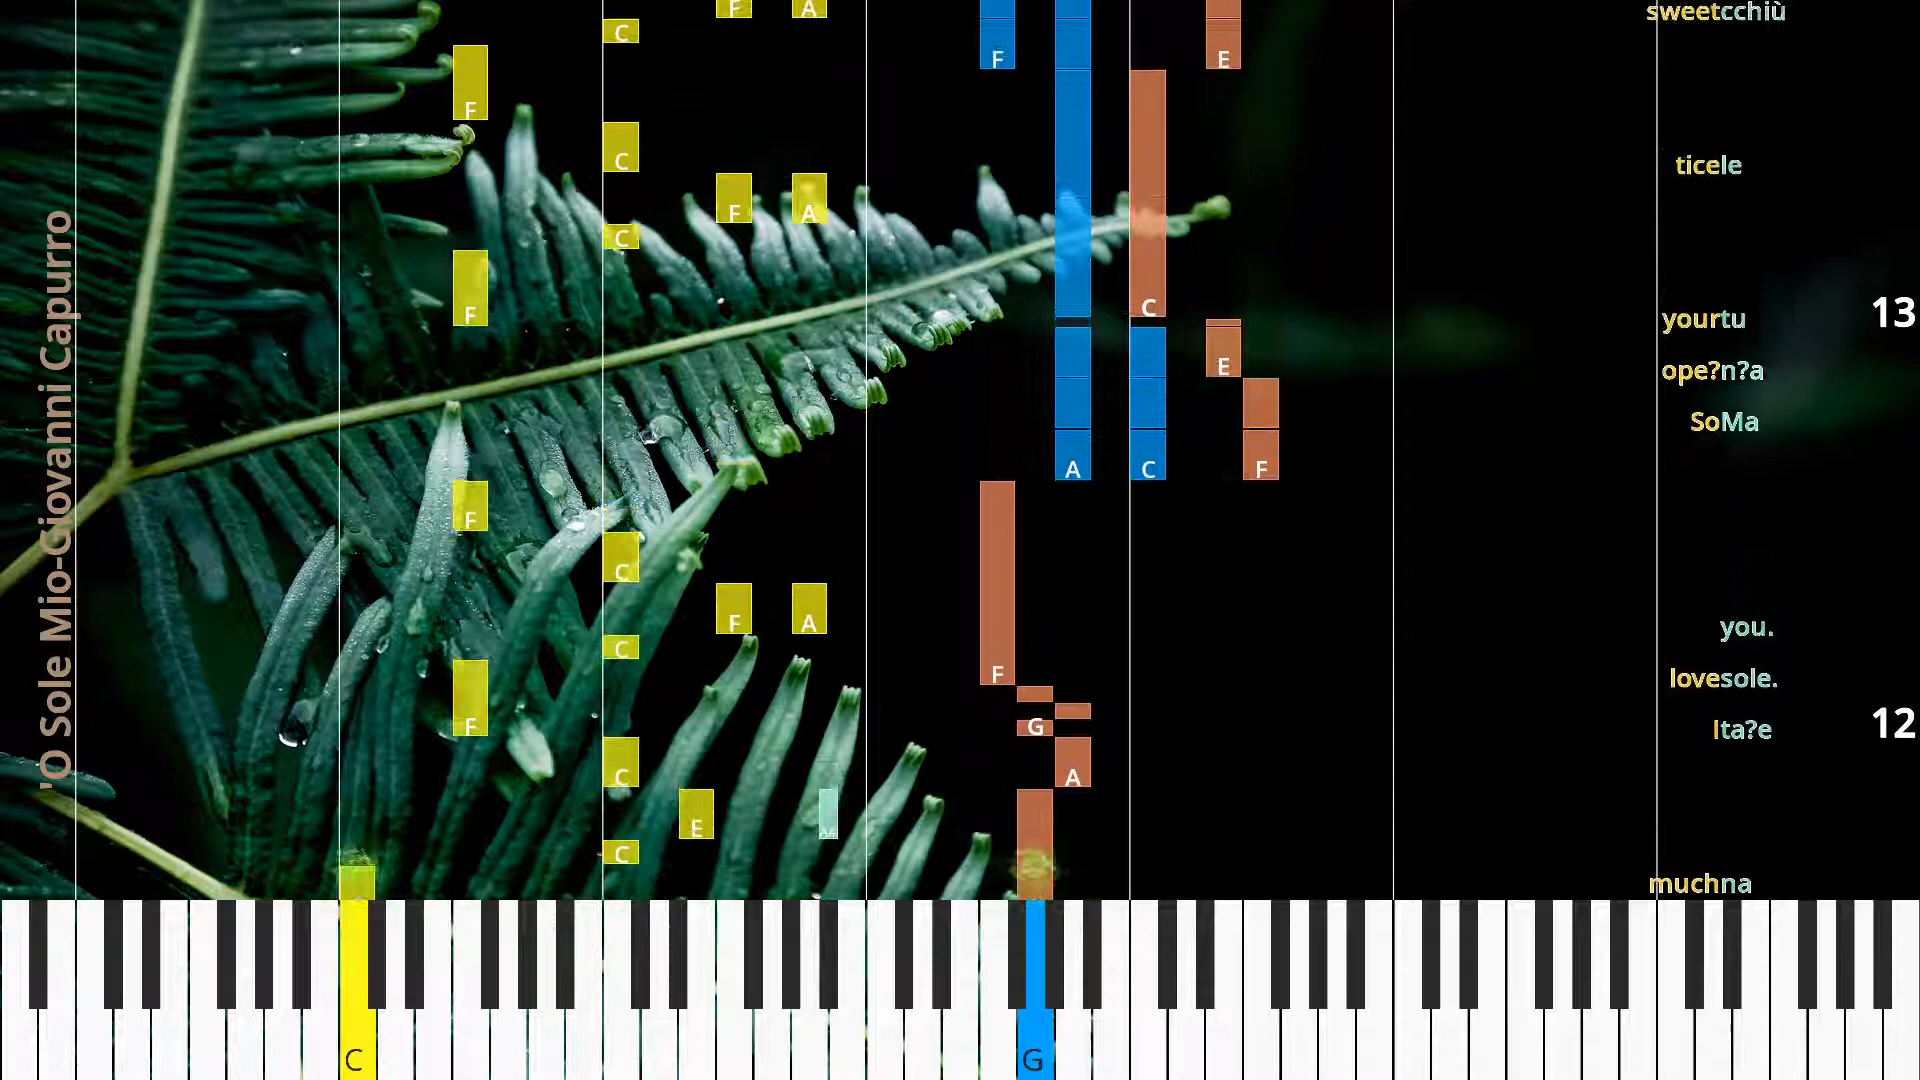 'O Sole Mio-Giovanni Capurro
F A
C
F E
F
C
F A
C
F
C
E
A C F
F
C
F A
C
F
F
G
C A
E
C
C G
sweetcchiù
ticele
yourtu 13
ope?n?a
SoMa
you.
lovesole.
Ita?e 12
muchna